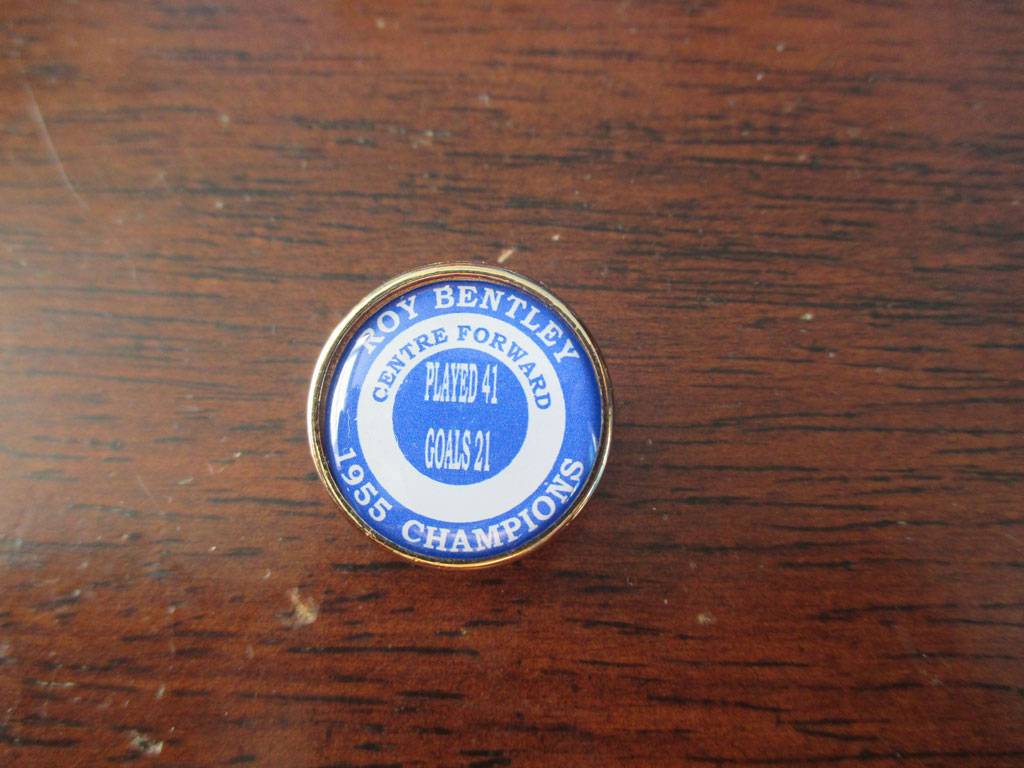 ROY BENTLEY
CENTRE FORWARD
PLAYED 41
GOALS 21
1955 CHAMPIONS